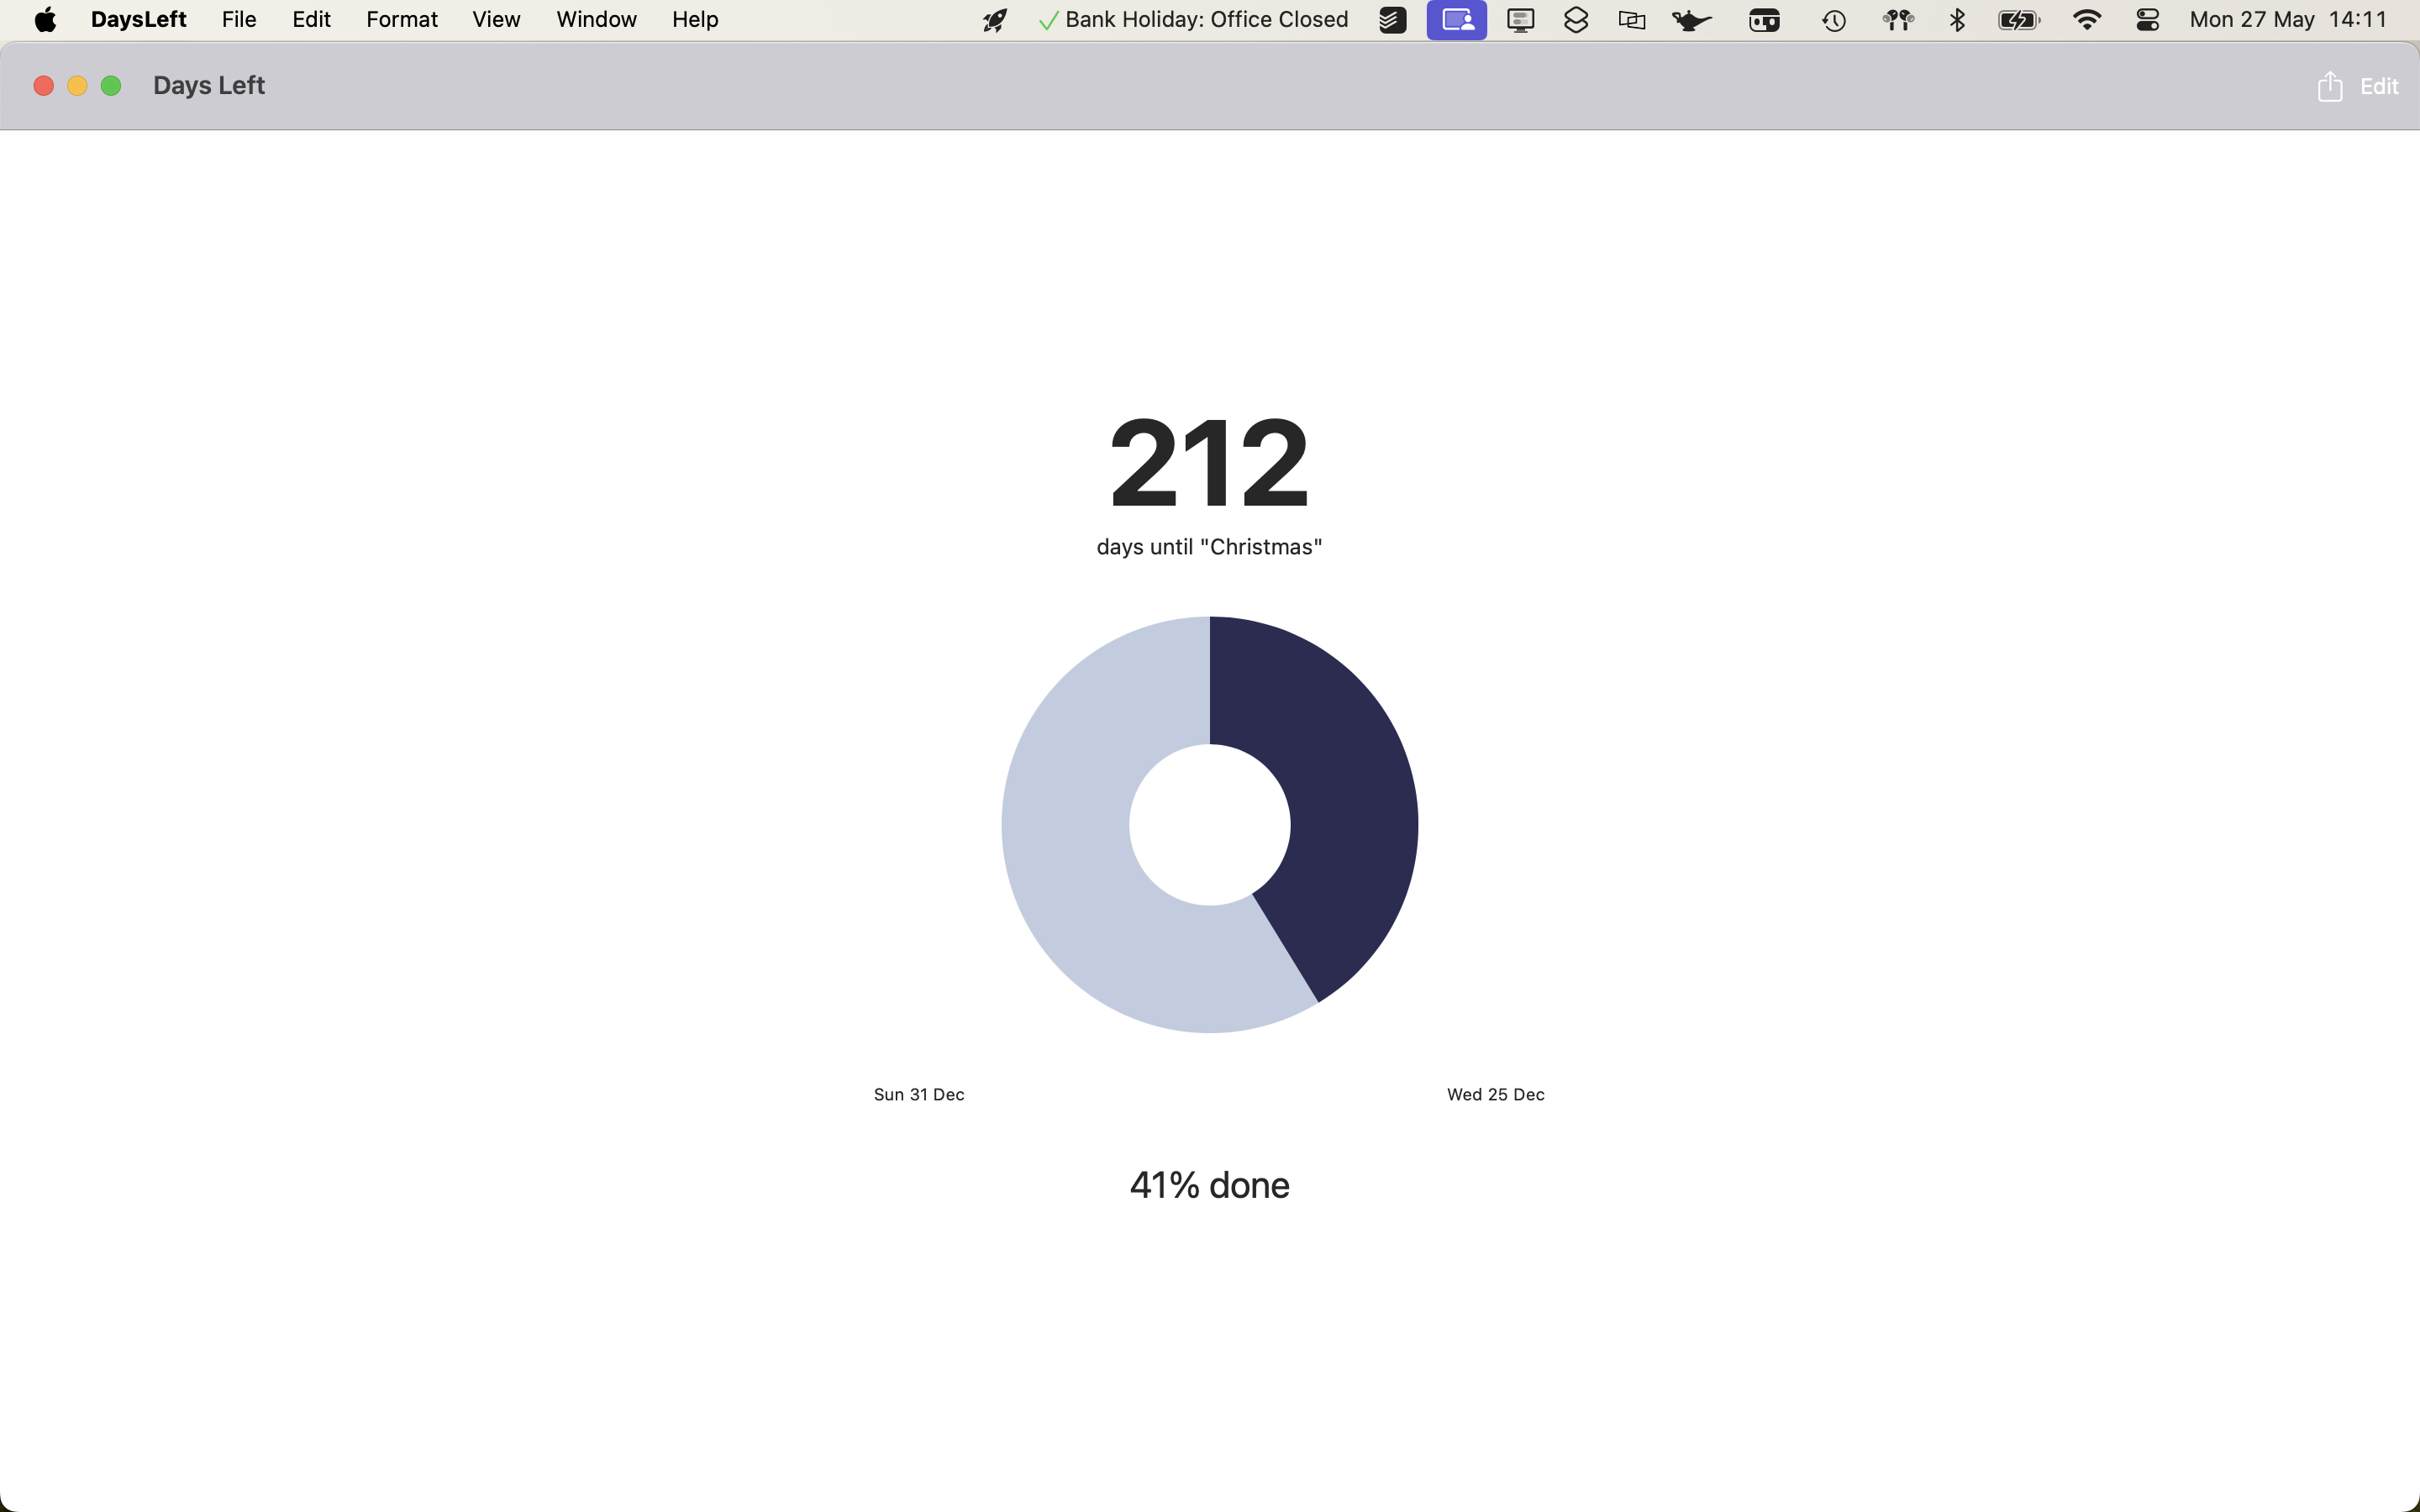 DaysLeft File Edit Format View Window Help Bank Holiday: Office Closed Mon 27 May 14:11
Days Left Edit
212
days until "Christmas"
Sun 31 Dec Wed 25 Dec
41% done